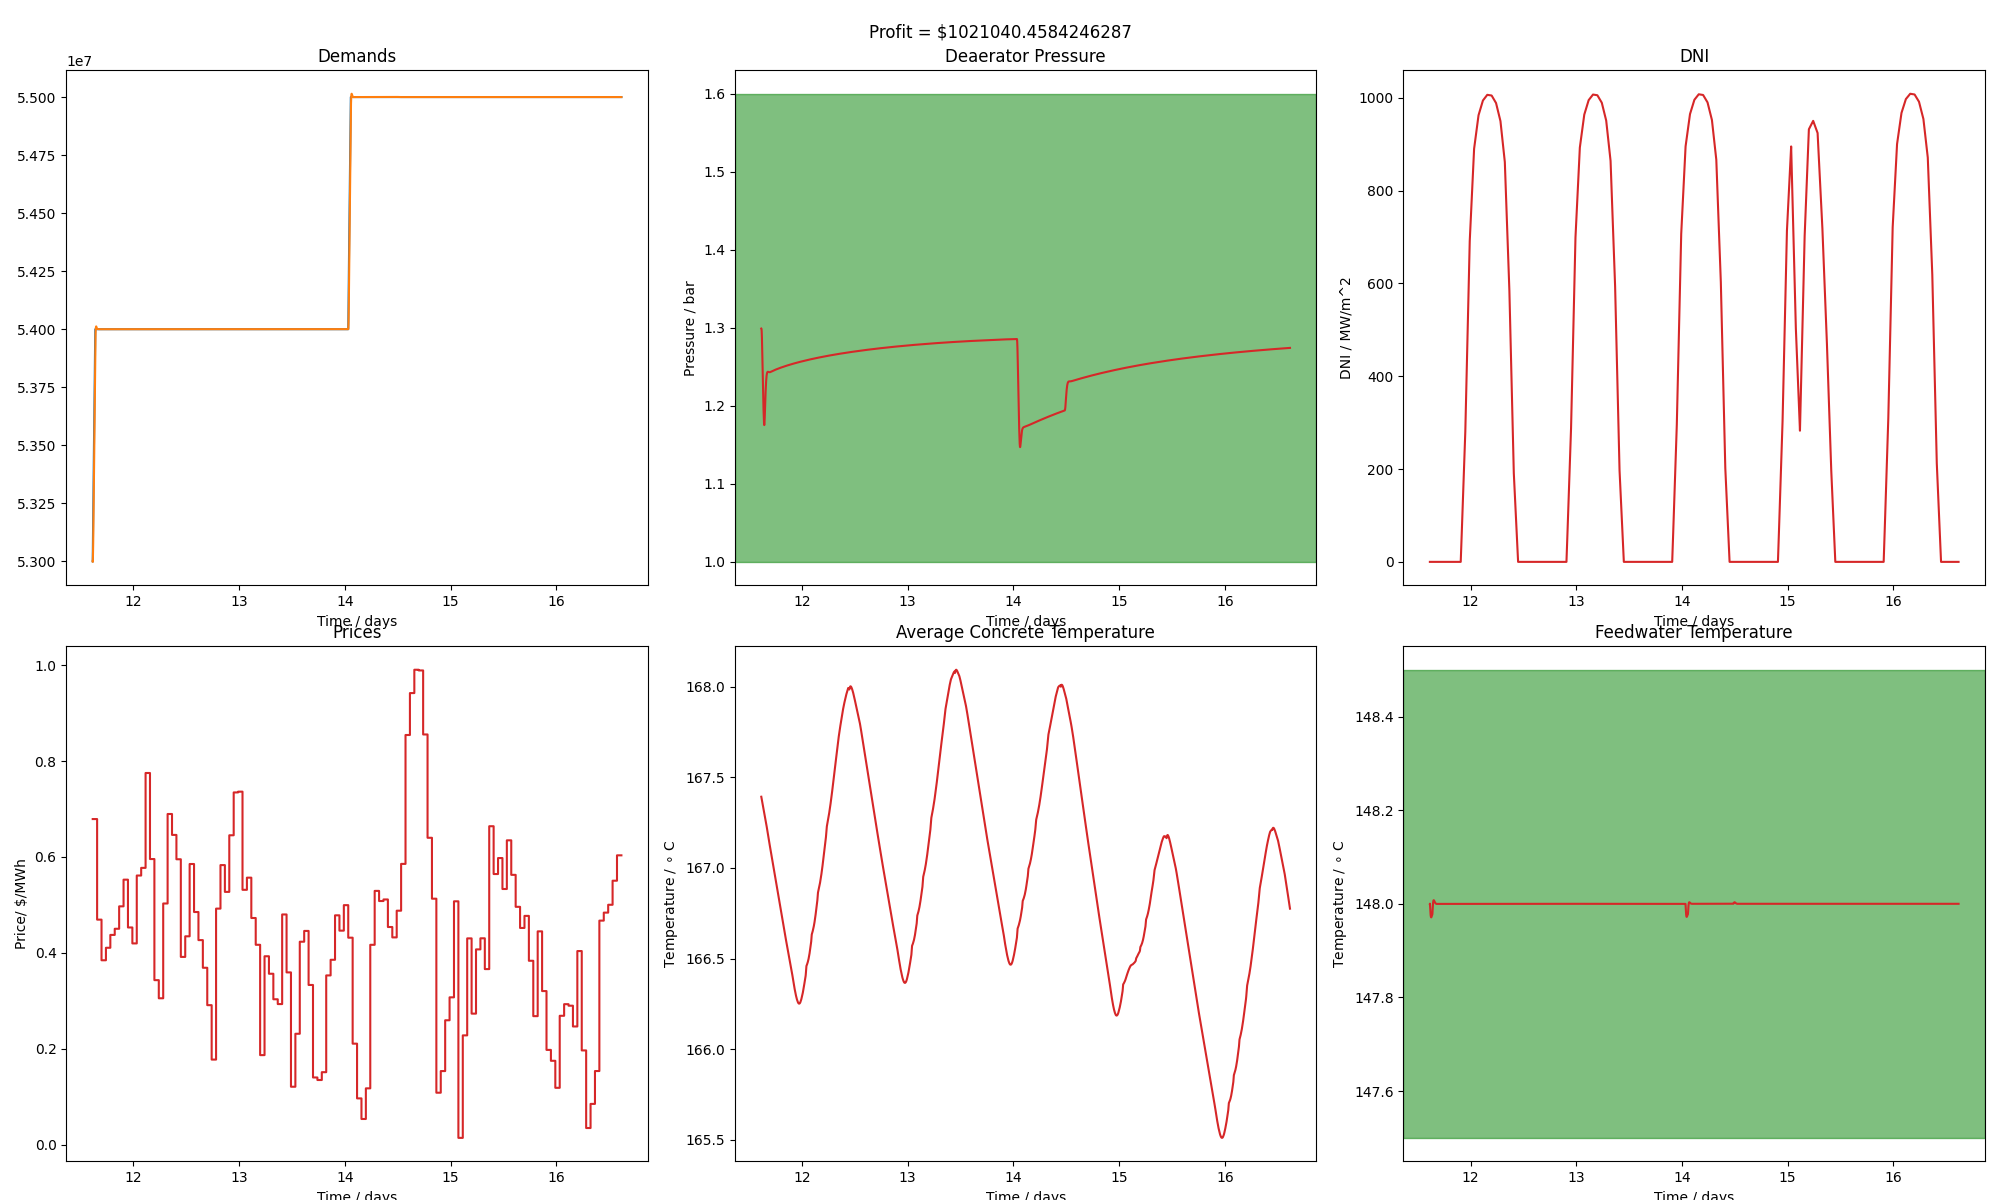 Profit = $1021040.4584246287
Demands
1e7
5.500
5.475
5.450
5.425
5.400
5.375
5.350
5.325
5.300
12 13 14 15 16
Time / days
Deaerator Pressure
Pressure / bar
1.6
1.5
1.4
1.3
1.2
1.1
1.0
12 13 14 15 16
Time / days
DNI
DNI / MW/m^2
1000
800
600
400
200
0
12 13 14 15 16
Time / days
Prices
Price/ $/MWh
1.0
0.8
0.6
0.4
0.2
0.0
12 13 14 15 16
Time / days
Average Concrete Temperature
Temperature / ∘ C
168.0
167.5
167.0
166.5
166.0
165.5
12 13 14 15 16
Time / days
Feedwater Temperature
Temperature / ∘ C
148.4
148.2
148.0
147.8
147.6
12 13 14 15 16
Time / days